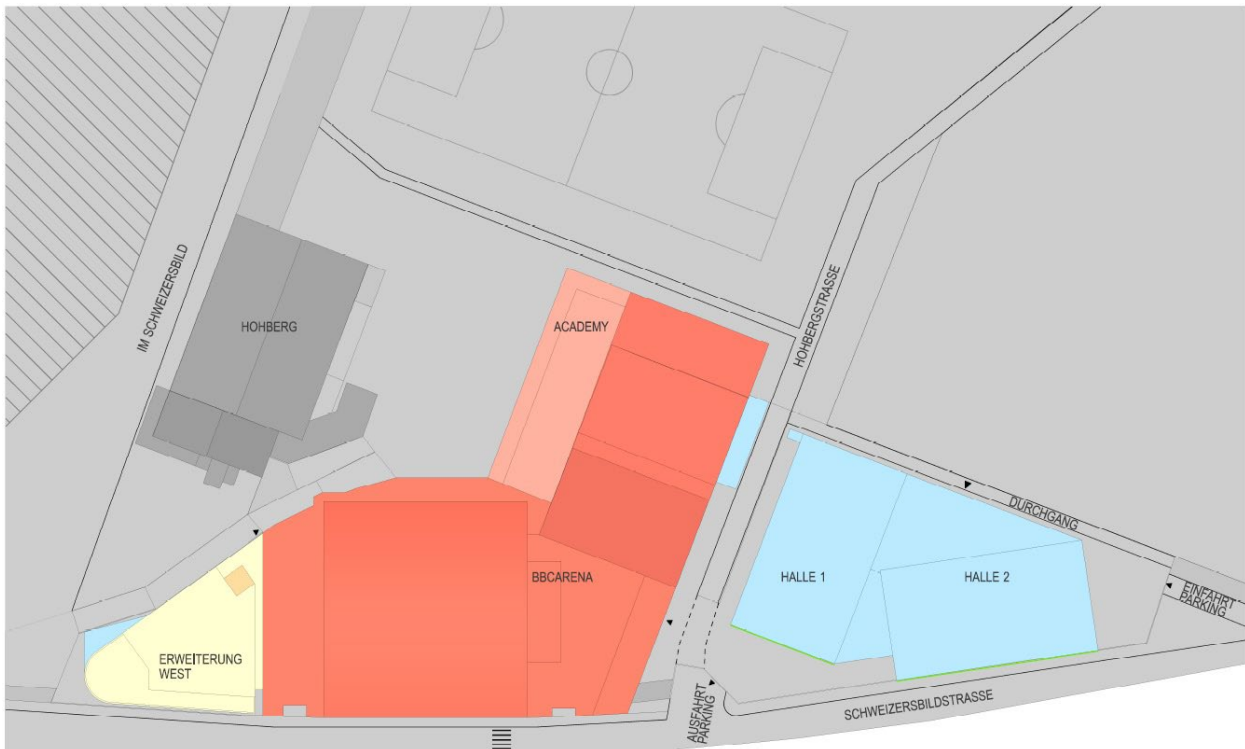 IM SCHWEIZERSBILD
HOHBERG
ACADEMY
HOHBERGSTRASSE
DURCHGANG
HALLE 1
HALLE 2
BBCARENA
EINFAHRT
PARKING
ERWEITERUNG
WEST
AUSFAHRT
PARKING
SCHWEIZERSBILDSTRASSE